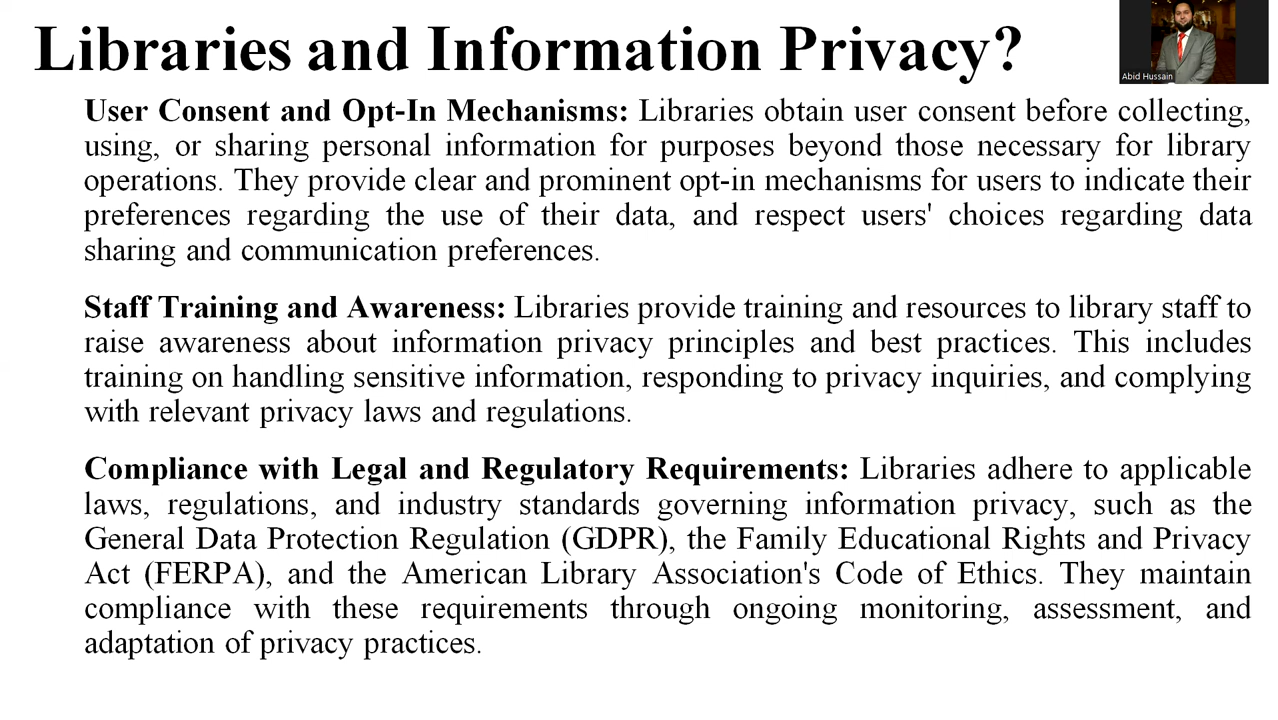 Libraries and Information Privacy?
Abid Hussain
User Consent and Opt-In Mechanisms: Libraries obtain user consent before collecting,
using, or sharing personal information for purposes beyond those necessary for library
operations. They provide clear and prominent opt-in mechanisms for users to indicate their
preferences regarding the use of their data, and respect users' choices regarding data
sharing and communication preferences.
Staff Training and Awareness: Libraries provide training and resources to library staff to
raise awareness about information privacy principles and best practices. This includes
training on handling sensitive information, responding to privacy inquiries, and complying
with relevant privacy laws and regulations.
Compliance with Legal and Regulatory Requirements: Libraries adhere to applicable
laws, regulations, and industry standards governing information privacy, such as the
General Data Protection Regulation (GDPR), the Family Educational Rights and Privacy
Act (FERPA), and the American Library Association's Code of Ethics. They maintain
compliance with these requirements through ongoing monitoring, assessment, and
adaptation of privacy practices.